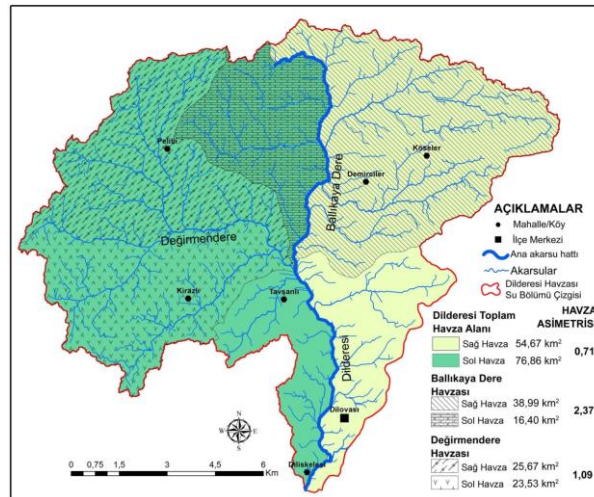 Pelitli
Köseler
Demirciler
Ballıkaya Dere
Değirmendere
Kirazlı
Tavşanlı
Dilderesi
Dilovası
Diliskelesi
N
W E
S
0 0,75 1,5 3 4,5 6
Km
AÇIKLAMALAR
Mahalle/Köy
İlçe Merkezi
Ana akarsu hattı
Akarsular
Dilderesi Havzası
Su Bölümü Çizgisi
Dilderesi Toplam Havza Alanı HAVZA ASİMETRİSİ
Sağ Havza 54,67 km²
Sol Havza 76,86 km²
0,71
Ballıkaya Dere
Havzası
Sağ Havza 38,99 km²
Sol Havza 16,40 km²
2,37
Değirmendere
Havzası
Sağ Havza 25,67 km²
Sol Havza 23,53 km²
1,09